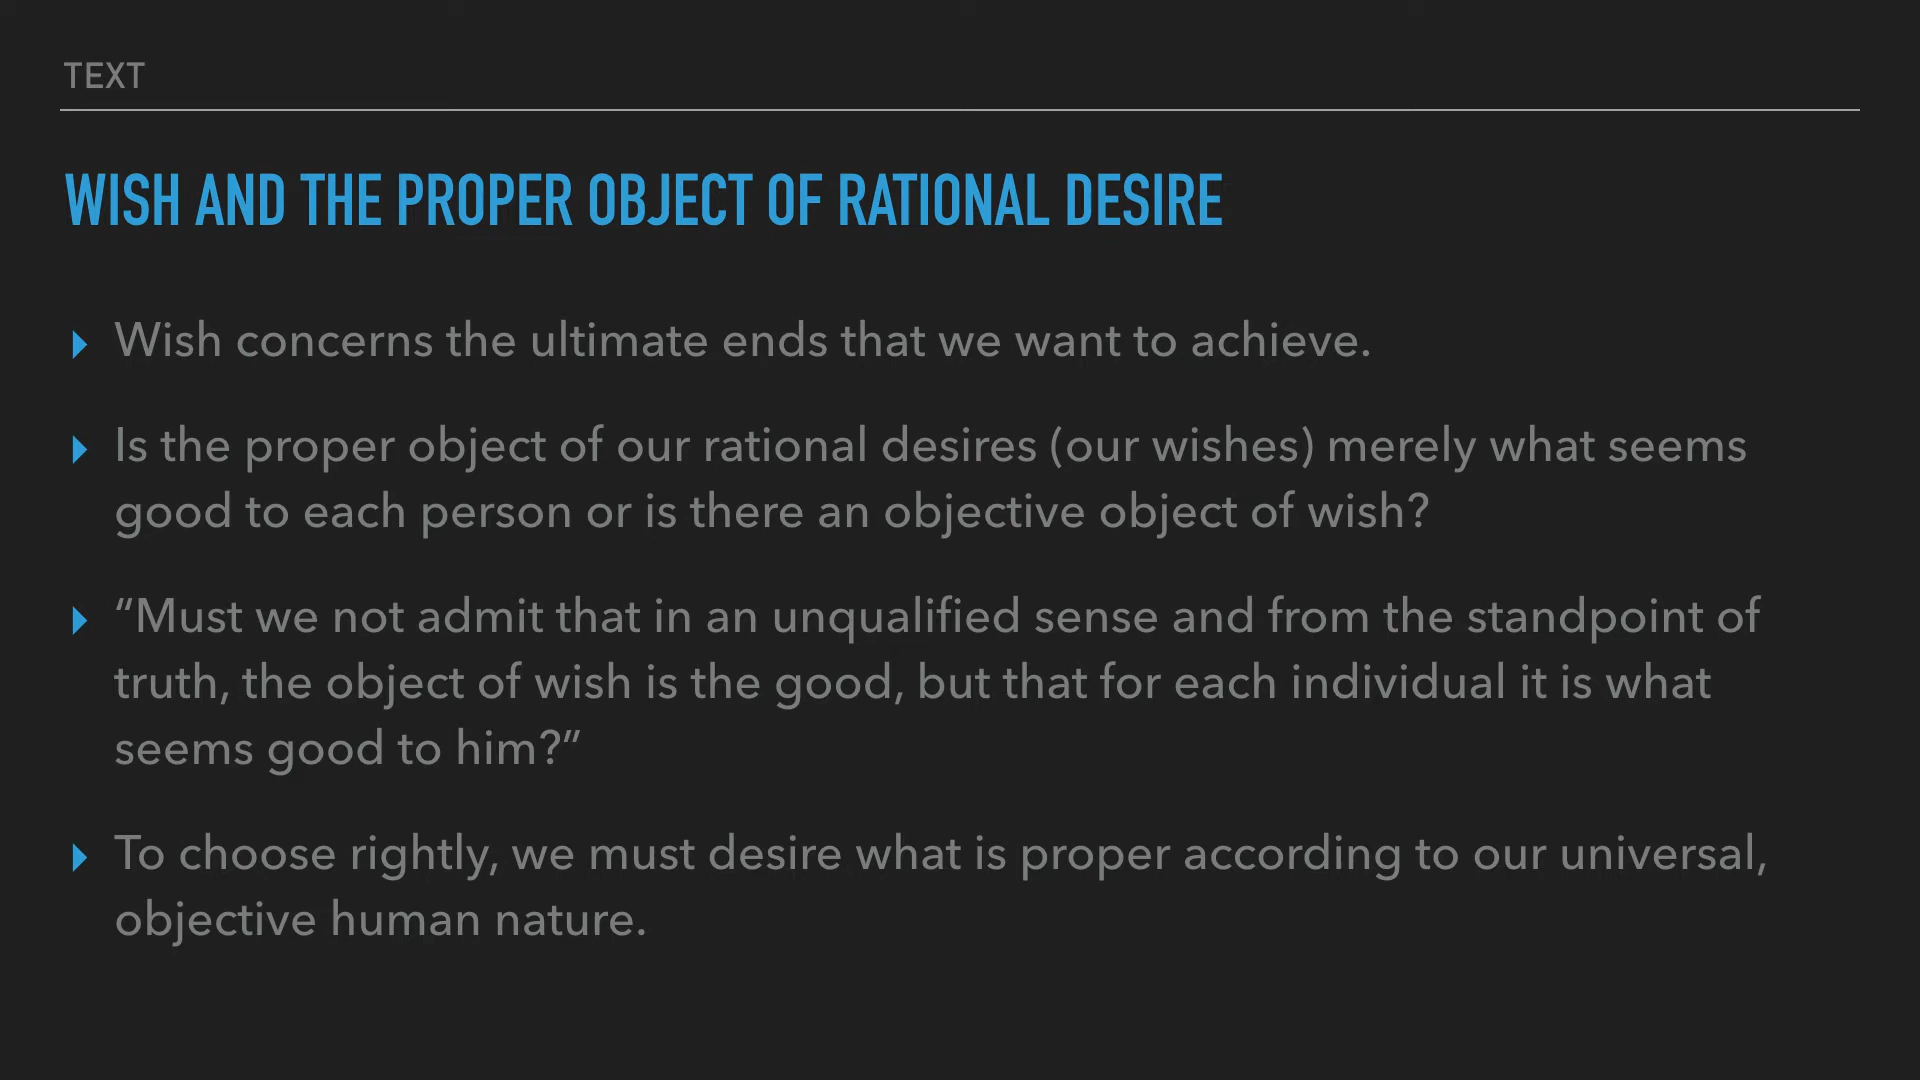 TEXT
WISH AND THE PROPER OBJECT OF RATIONAL DESIRE
Wish concerns the ultimate ends that we want to achieve.
Is the proper object of our rational desires (our wishes) merely what seems
good to each person or is there an objective object of wish?
“Must we not admit that in an unqualified sense and from the standpoint of
truth, the object of wish is the good, but that for each individual it is what
seems good to him?”
To choose rightly, we must desire what is proper according to our universal,
objective human nature.